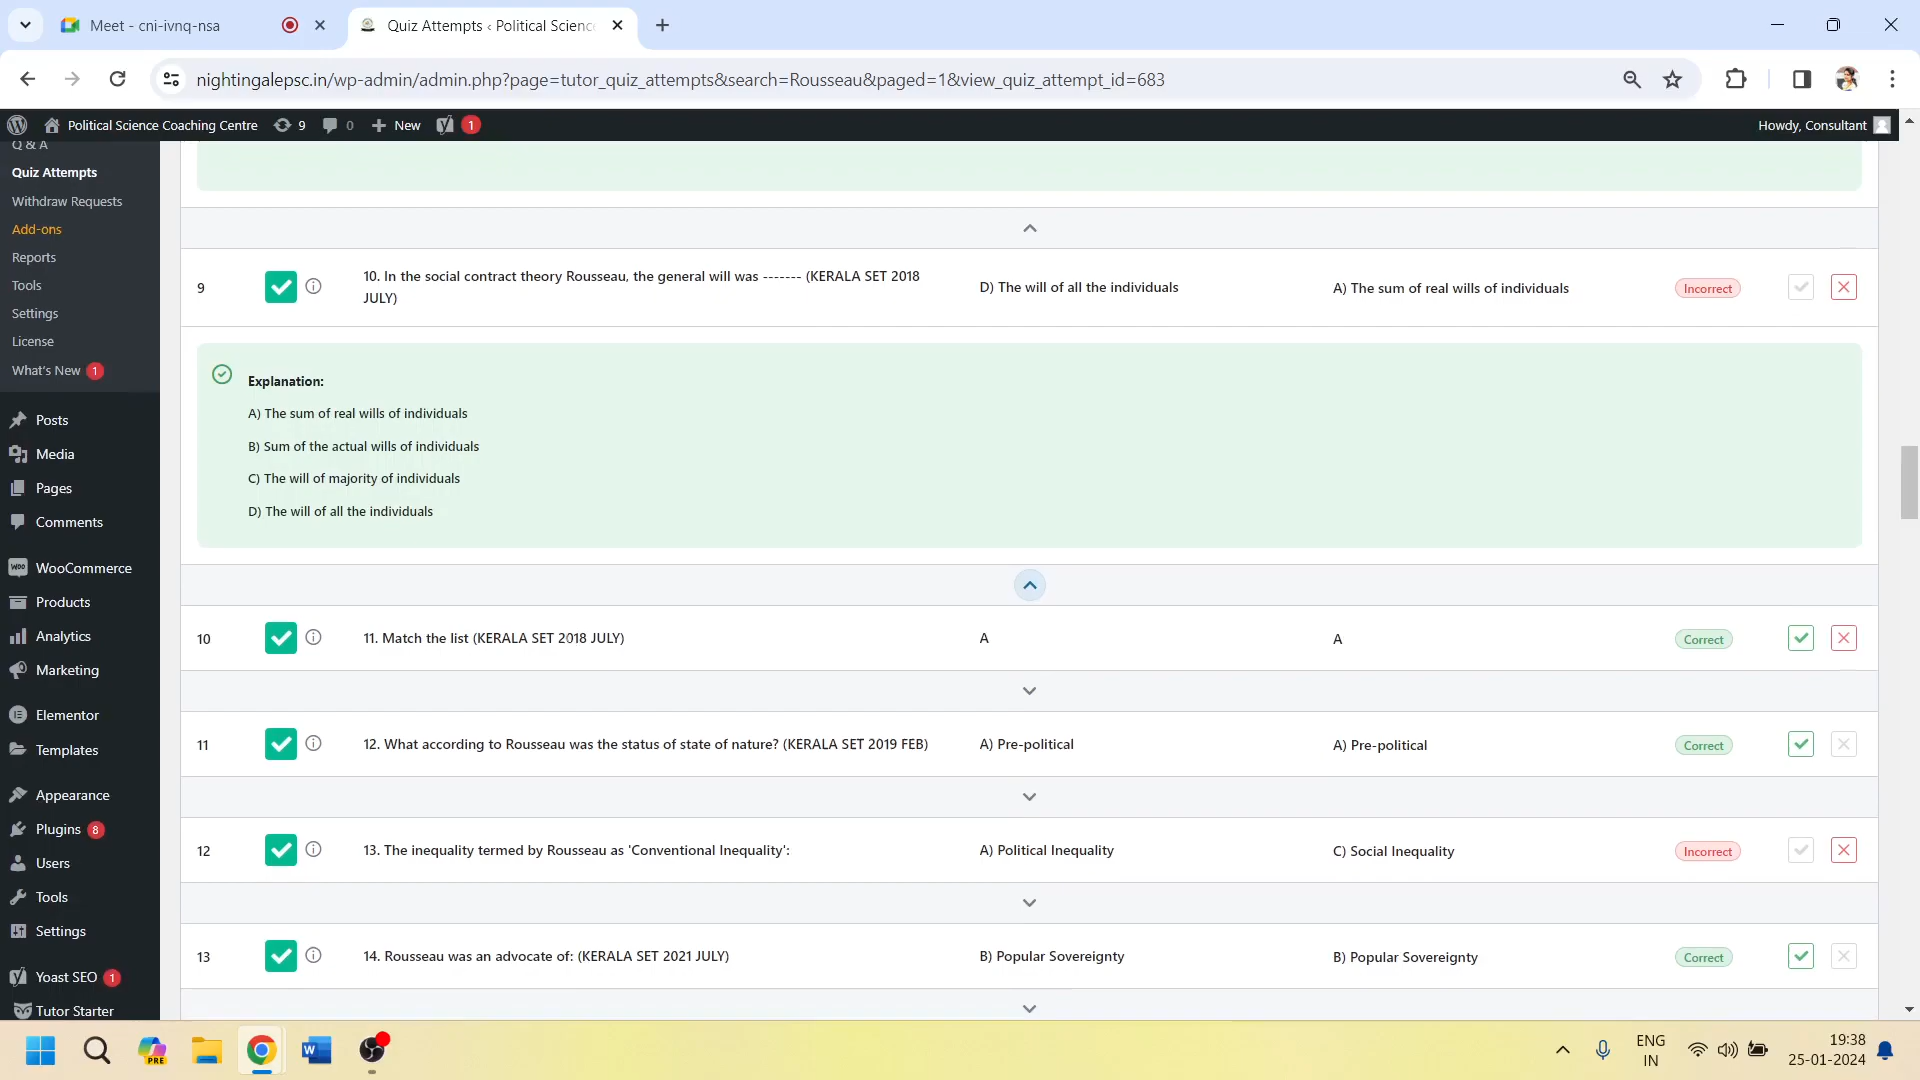 Meet - cni-ivnq-nsa
Quiz Attempts ‹ Political Science
nightingalepsc.in/wp-admin/admin.php?page=tutor_quiz_attempts&search=Rousseau&paged=1&view_quiz_attempt_id=683
Political Science Coaching Centre 9 0 New 1 Howdy, Consultant
Q & A
Quiz Attempts
Withdraw Requests
Add-ons
Reports
Tools
Settings
License
What's New 1
Posts
Media
Pages
Comments
WooCommerce
Products
Analytics
Marketing
Elementor
Templates
Appearance
Plugins 8
Users
Tools
Settings
Yoast SEO 1
Tutor Starter
9 10. In the social contract theory Rousseau, the general will was ------- (KERALA SET 2018
JULY) D) The will of all the individuals A) The sum of real wills of individuals Incorrect
Explanation:
A) The sum of real wills of individuals
B) Sum of the actual wills of individuals
C) The will of majority of individuals
D) The will of all the individuals
10 11. Match the list (KERALA SET 2018 JULY) A A Correct
11 12. What according to Rousseau was the status of state of nature? (KERALA SET 2019 FEB) A) Pre-political A) Pre-political Correct
12 13. The inequality termed by Rousseau as 'Conventional Inequality': A) Political Inequality C) Social Inequality Incorrect
13 14. Rousseau was an advocate of: (KERALA SET 2021 JULY) B) Popular Sovereignty B) Popular Sovereignty Correct
PRE
ENG
IN
19:38
25-01-2024